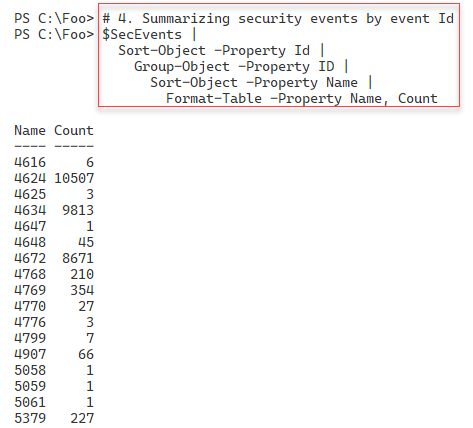 PS C:\Foo> # 4. Summarizing security events by event Id
PS C:\Foo> $SecEvents |
Sort-Object -Property Id |
Group-Object -Property ID |
Sort-Object -Property Name |
Format-Table -Property Name, Count
Name Count
---- -----
4616 6
4624 10507
4625 3
4634 9813
4647 1
4648 45
4672 8671
4768 210
4769 354
4770 27
4776 3
4799 7
4907 66
5058 1
5059 1
5061 1
5379 227